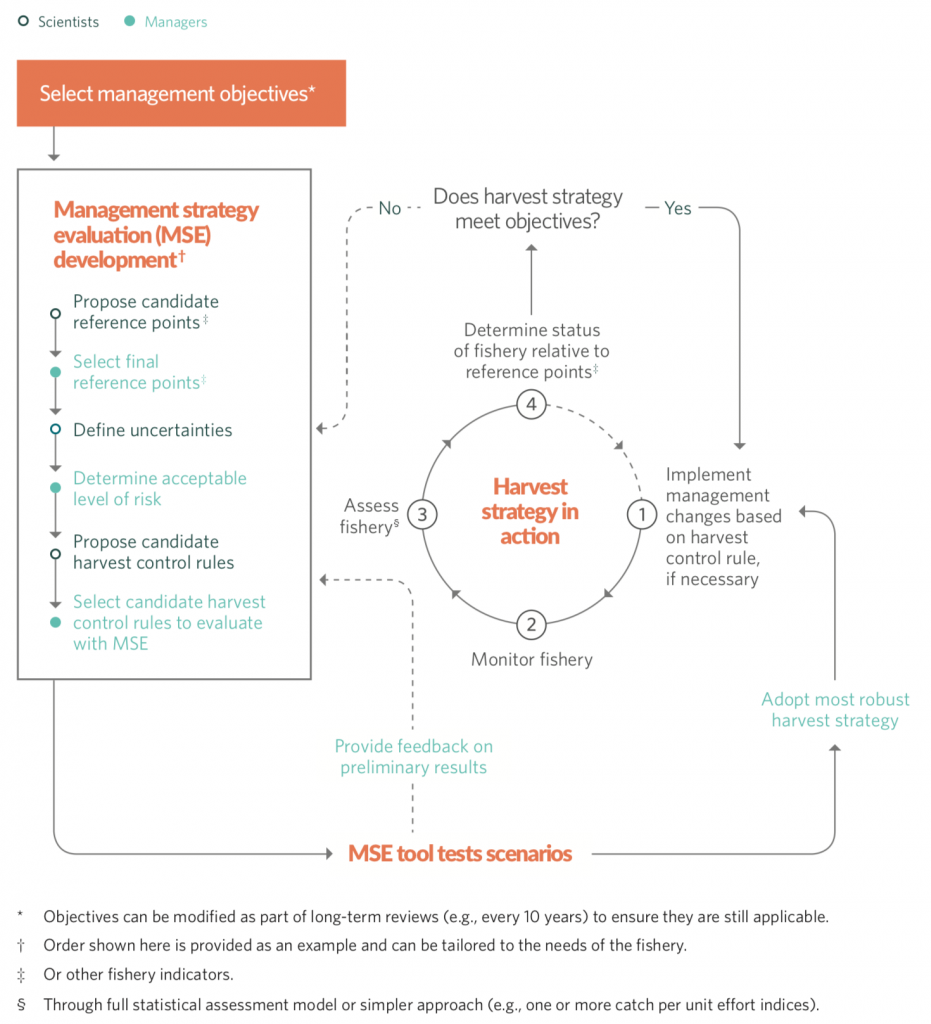 Scientists
Managers
Select management objectives*
Management strategy
evaluation (MSE)
development†
Propose candidate
reference points‡
Select final
reference points‡
Define uncertainties
Determine acceptable
level of risk
Propose candidate
harvest control rules
Select candidate harvest
control rules to evaluate
with MSE
No
Does harvest strategy
meet objectives?
Yes
Determine status
of fishery relative to
reference points‡
4
Harvest
strategy in
action
Assess
fishery§
3
1
Implement
management
changes based
on harvest
control rule,
if necessary
2
Monitor fishery
Adopt most robust
harvest strategy
Provide feedback on
preliminary results
MSE tool tests scenarios
* Objectives can be modified as part of long-term reviews (e.g., every 10 years) to ensure they are still applicable.
† Order shown here is provided as an example and can be tailored to the needs of the fishery.
‡ Or other fishery indicators.
§ Through full statistical assessment model or simpler approach (e.g., one or more catch per unit effort indices).